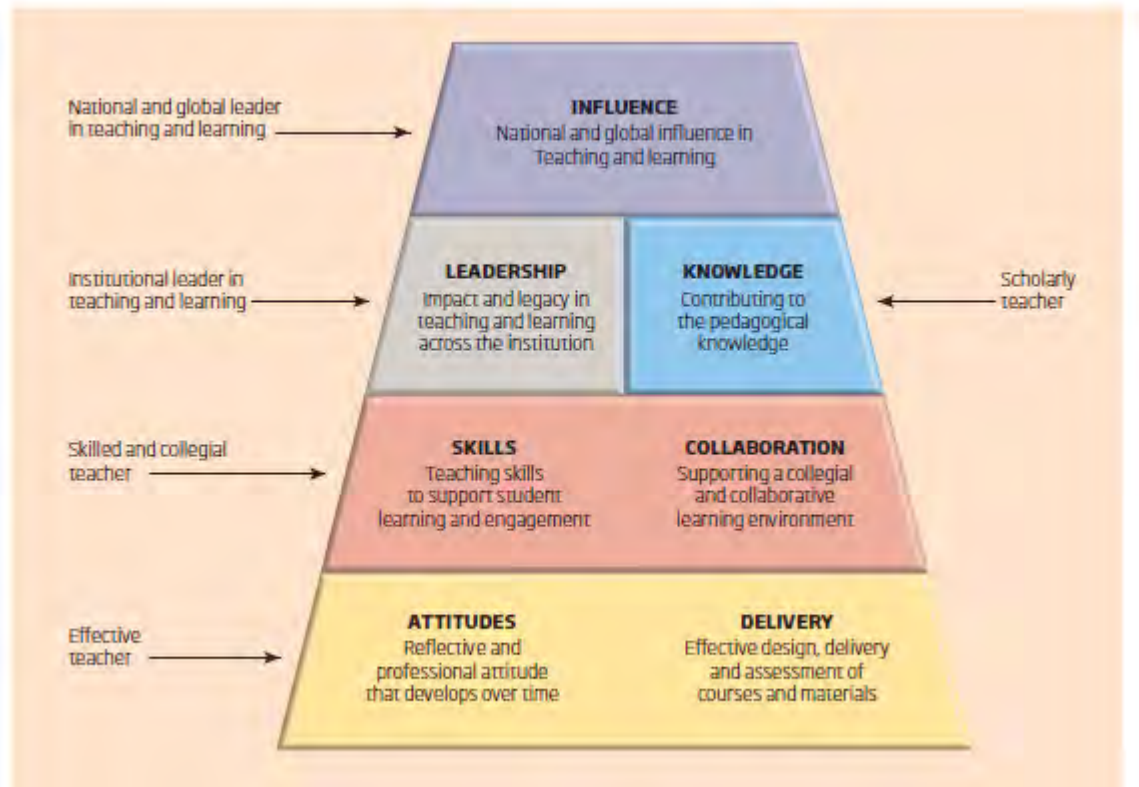 National and global leader
in teaching and learning
INFLUENCE
National and global influence in
Teaching and learning
Institutional leader in
teaching and learning
LEADERSHIP
Impact and legacy in
teaching and learning
across the institution
KNOWLEDGE
Contributing to
the pedagogical
knowledge
Scholarly
teacher
Skilled and collegial
teacher
SKILLS
Teaching skills
to support student
learning and engagement
COLLABORATION
Supporting a collegial
and collaborative
learning environment
Effective
teacher
ATTITUDES
Reflective and
professional attitude
that develops over time
DELIVERY
Effective design, delivery
and assessment of
courses and materials